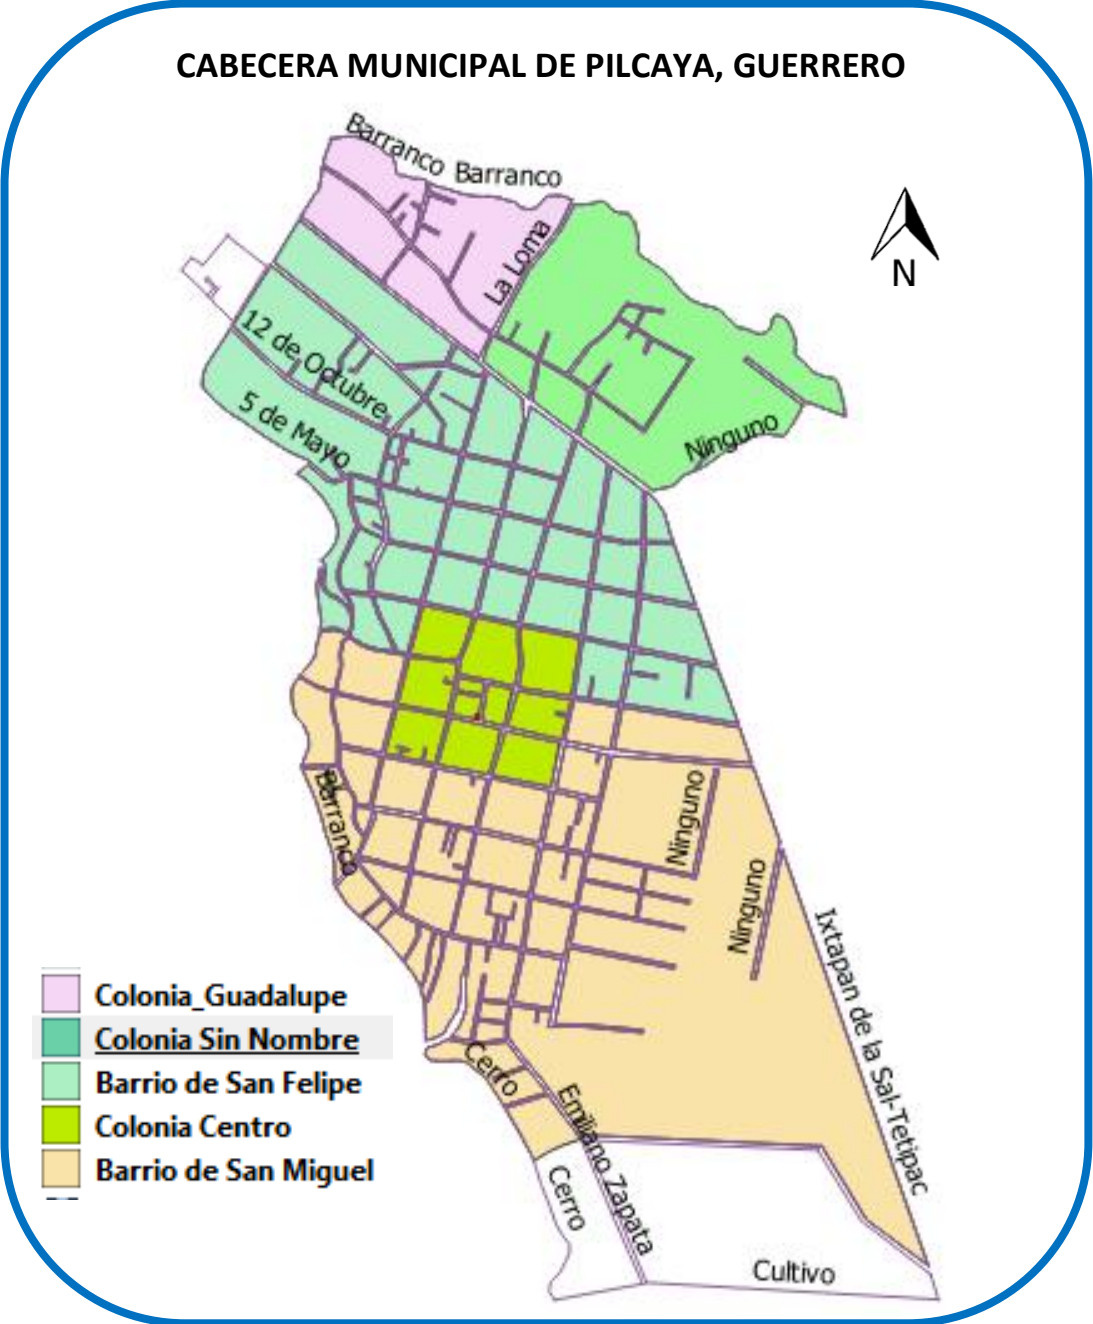 CABECERA MUNICIPAL DE PILCAYA, GUERRERO
Barranco
Barranco
La Loma
N
12 de Octubre
5 de Mayo
Ninguno
Barranco
Ninguno
Ninguno
Ixtapan de la Sal-Tetipac
Colonia_Guadalupe
Colonia Sin Nombre
Barrio de San Felipe
Colonia Centro
Barrio de San Miguel
Cerro
Emiliano Zapata
Cerro
Cultivo